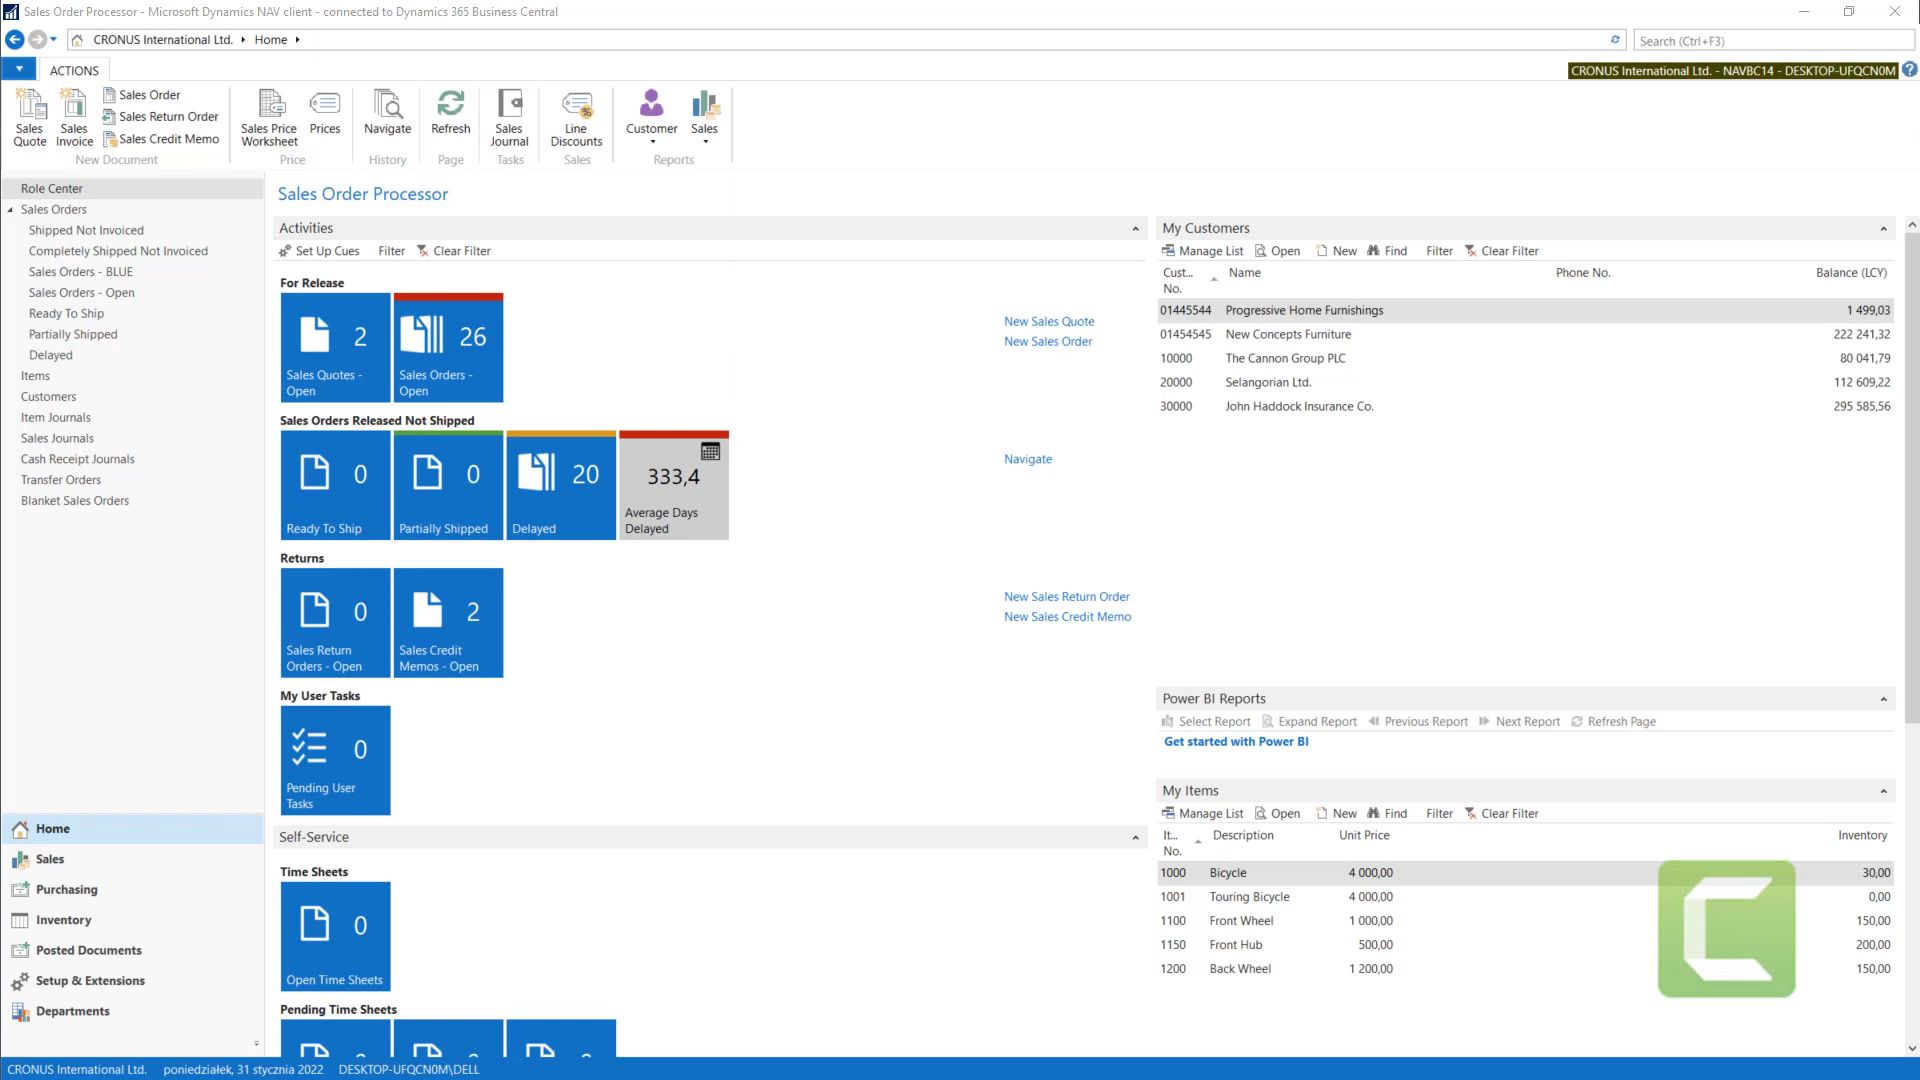 Sales Order Processor - Microsoft Dynamics NAV client - connected to Dynamics 365 Business Central
CRONUS International Ltd. Home
Search (Ctrl+F3)
ACTIONS
CRONUS International Ltd. - NAVBC14 - DESKTOP-UFQCN0M
Sales Quote
Sales Invoice
Sales Order
Sales Return Order
Sales Credit Memo
New Document
Sales Price Worksheet
Prices
Price
Navigate
History
Refresh
Page
Sales Journal
Tasks
Line Discounts
Sales
Customer
Sales
Reports
Role Center
Sales Orders
Shipped Not Invoiced
Completely Shipped Not Invoiced
Sales Orders - BLUE
Sales Orders - Open
Ready To Ship
Partially Shipped
Delayed
Items
Customers
Item Journals
Sales Journals
Cash Receipt Journals
Transfer Orders
Blanket Sales Orders
Home
Sales
Purchasing
Inventory
Posted Documents
Setup & Extensions
Departments
Sales Order Processor
Activities
Set Up Cues Filter Clear Filter
For Release
2
Sales Quotes - Open
26
Sales Orders - Open
New Sales Quote
New Sales Order
Sales Orders Released Not Shipped
0
Ready To Ship
0
Partially Shipped
20
Delayed
333,4
Average Days Delayed
Navigate
Returns
0
Sales Return Orders - Open
2
Sales Credit Memos - Open
New Sales Return Order
New Sales Credit Memo
My User Tasks
0
Pending User Tasks
Self-Service
Time Sheets
0
Open Time Sheets
Pending Time Sheets
My Customers
Manage List Open New Find Filter Clear Filter
Cust... No. Name Phone No. Balance (LCY)
01445544 Progressive Home Furnishings 1 499,03
01454545 New Concepts Furniture 222 241,32
10000 The Cannon Group PLC 80 041,79
20000 Selangorian Ltd. 112 609,22
30000 John Haddock Insurance Co. 295 585,56
Power BI Reports
Select Report Expand Report Previous Report Next Report Refresh Page
Get started with Power BI
My Items
Manage List Open New Find Filter Clear Filter
It... No. Description Unit Price Inventory
1000 Bicycle 4 000,00 30,00
1001 Touring Bicycle 4 000,00 0,00
1100 Front Wheel 1 000,00 150,00
1150 Front Hub 500,00 200,00
1200 Back Wheel 1 200,00 150,00
CRONUS International Ltd. poniedziałek, 31 stycznia 2022 DESKTOP-UFQCN0M\DELL